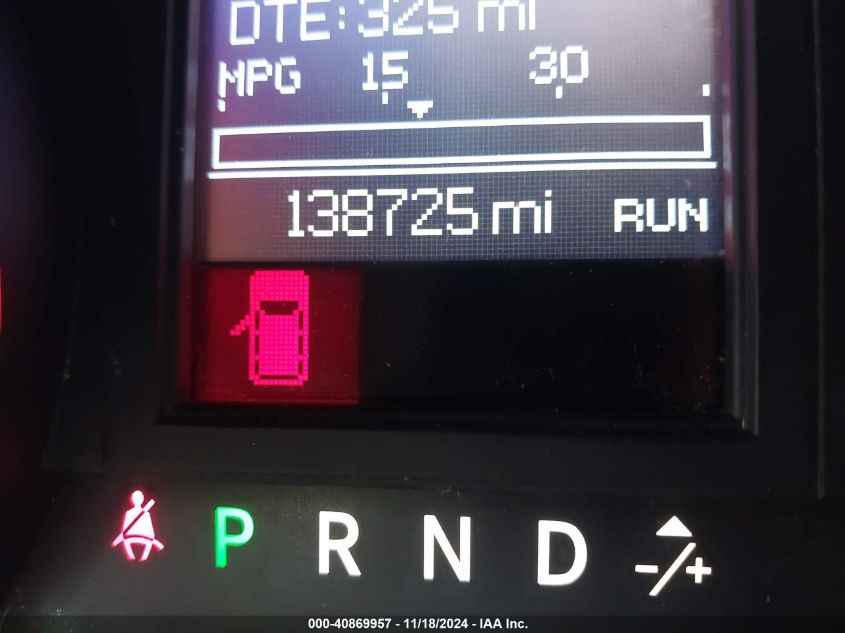 DTE: 325 mi
MPG 15 30
138725 mi RUN
P R N D -/+
000-40869957 - 11/18/2024 - IAA Inc.